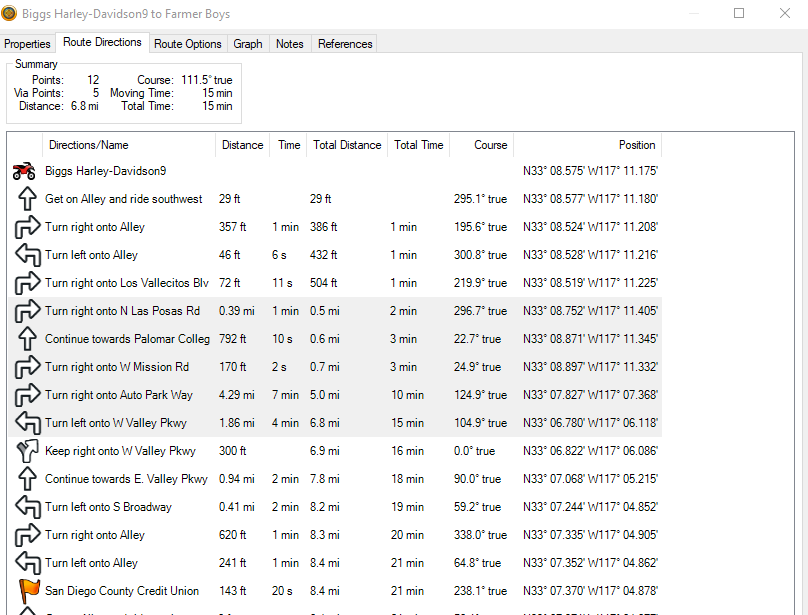 Biggs Harley-Davidson9 to Farmer Boys
Properties Route Directions Route Options Graph Notes References
Summary
Points: 12 Course: 111.5° true
Via Points: 5 Moving Time: 15 min
Distance: 6.8 mi Total Time: 15 min
Directions/Name Distance Time Total Distance Total Time Course Position
Biggs Harley-Davidson9 N33° 08.575' W117° 11.175'
Get on Alley and ride southwest 29 ft 29 ft 295.1° true N33° 08.577' W117° 11.180'
Turn right onto Alley 357 ft 1 min 386 ft 1 min 195.6° true N33° 08.524' W117° 11.208'
Turn left onto Alley 46 ft 6 s 432 ft 1 min 300.8° true N33° 08.528' W117° 11.216'
Turn right onto Los Vallecitos Blv 72 ft 11 s 504 ft 1 min 219.9° true N33° 08.519' W117° 11.225'
Turn right onto N Las Posas Rd 0.39 mi 1 min 0.5 mi 2 min 296.7° true N33° 08.752' W117° 11.405'
Continue towards Palomar Colleg 792 ft 10 s 0.6 mi 3 min 22.7° true N33° 08.871' W117° 11.345'
Turn right onto W Mission Rd 170 ft 2 s 0.7 mi 3 min 24.9° true N33° 08.897' W117° 11.332'
Turn right onto Auto Park Way 4.29 mi 7 min 5.0 mi 10 min 124.9° true N33° 07.827' W117° 07.368'
Turn left onto W Valley Pkwy 1.86 mi 4 min 6.8 mi 15 min 104.9° true N33° 06.780' W117° 06.118'
Keep right onto W Valley Pkwy 300 ft 6.9 mi 16 min 0.0° true N33° 06.822' W117° 06.086'
Continue towards E. Valley Pkwy 0.94 mi 2 min 7.8 mi 18 min 90.0° true N33° 07.068' W117° 05.215'
Turn left onto S Broadway 0.41 mi 2 min 8.2 mi 19 min 59.2° true N33° 07.244' W117° 04.852'
Turn right onto Alley 620 ft 1 min 8.3 mi 20 min 338.0° true N33° 07.335' W117° 04.905'
Turn left onto Alley 241 ft 1 min 8.4 mi 21 min 64.8° true N33° 07.352' W117° 04.862'
San Diego County Credit Union 143 ft 20 s 8.4 mi 21 min 238.1° true N33° 07.370' W117° 04.878'